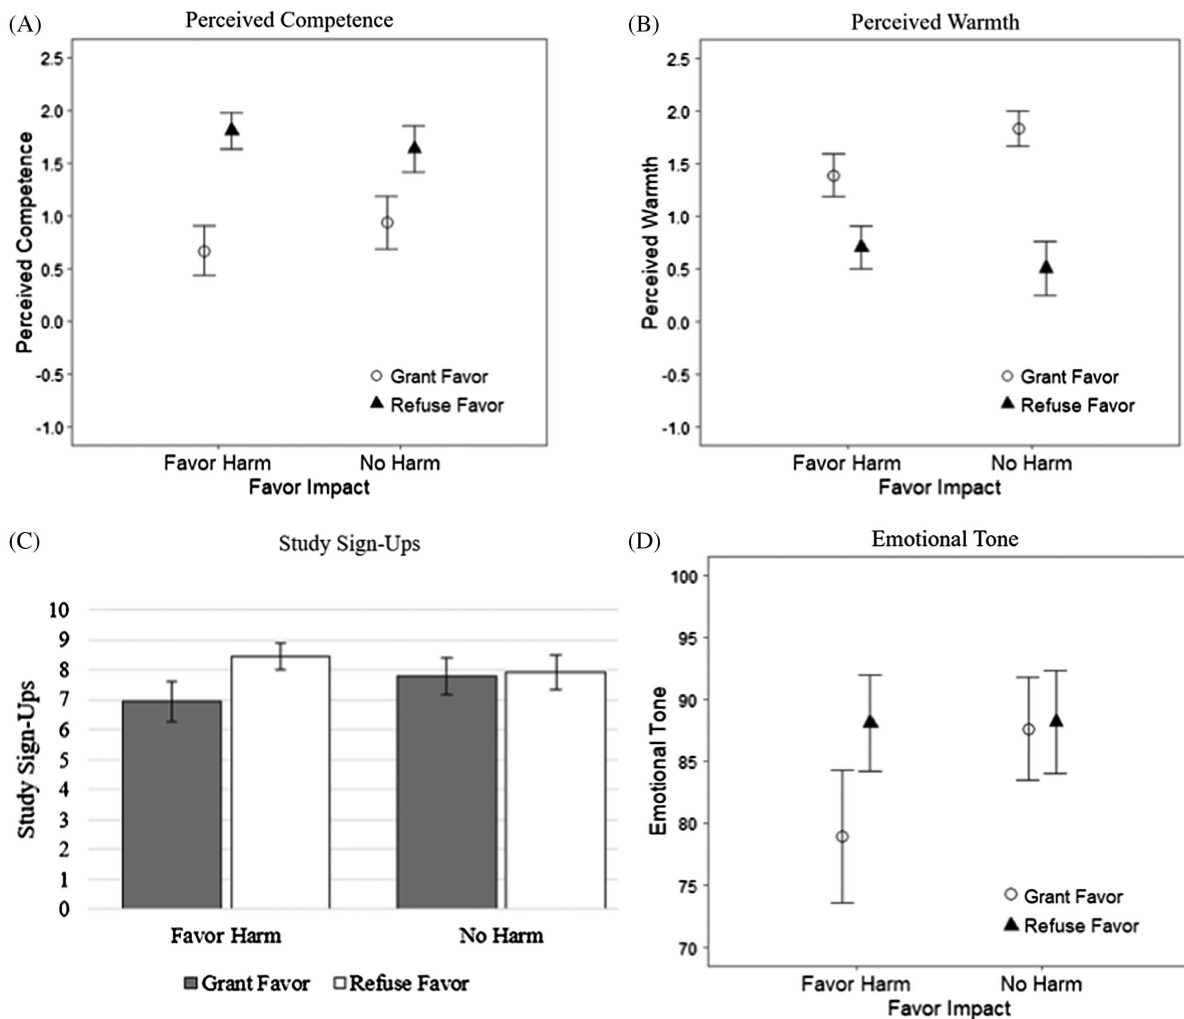 (A) Perceived Competence
Perceived Competence
2.5
2.0
1.5
1.0
0.5
0.0
-0.5
-1.0
Grant Favor
Refuse Favor
Favor Harm No Harm
Favor Impact
(B) Perceived Warmth
Perceived Warmth
2.5
2.0
1.5
1.0
0.5
0.0
-0.5
-1.0
Grant Favor
Refuse Favor
Favor Harm No Harm
Favor Impact
(C) Study Sign-Ups
Study Sign-Ups
10
9
8
7
6
5
4
3
2
1
0
Favor Harm No Harm
Grant Favor Refuse Favor
(D) Emotional Tone
Emotional Tone
100
95
90
85
80
75
70
Grant Favor
Refuse Favor
Favor Harm No Harm
Favor Impact